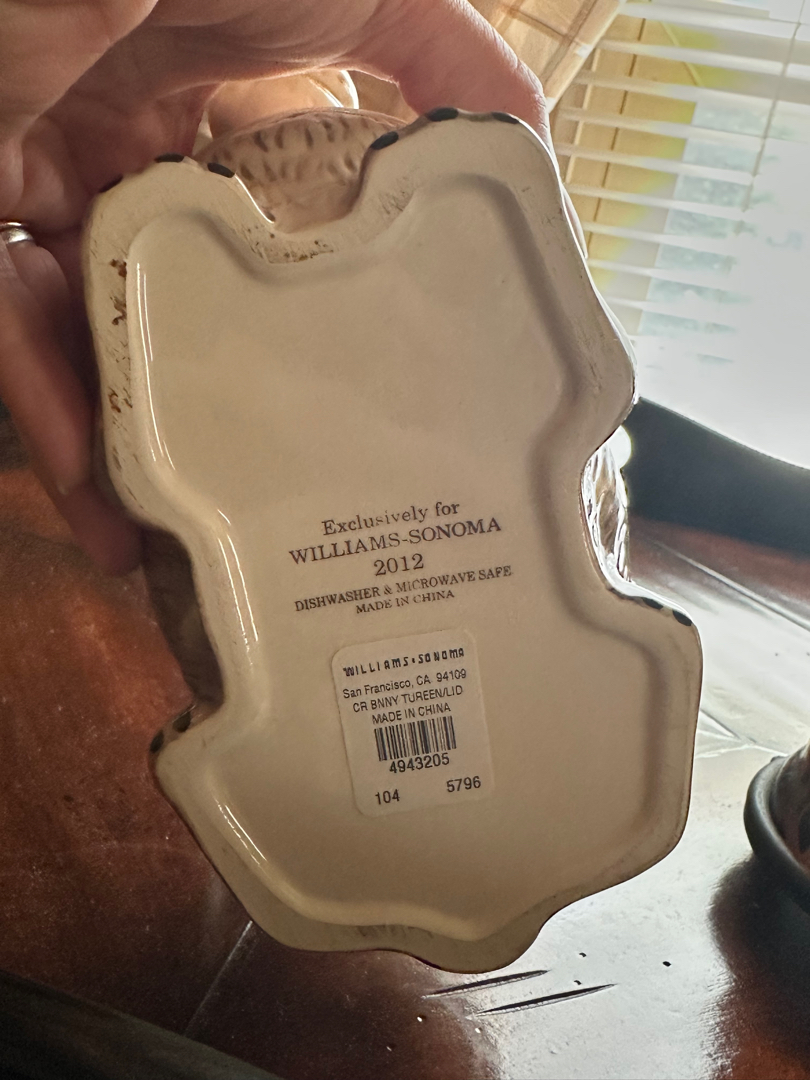 Exclusively for
WILLIAMS-SONOMA
2012
DISHWASHER & MICROWAVE SAFE
MADE IN CHINA
WILLIAMS-SONOMA
San Francisco, CA 94109
CR BNNY TUREEN/LID
MADE IN CHINA
4943205
104 5796